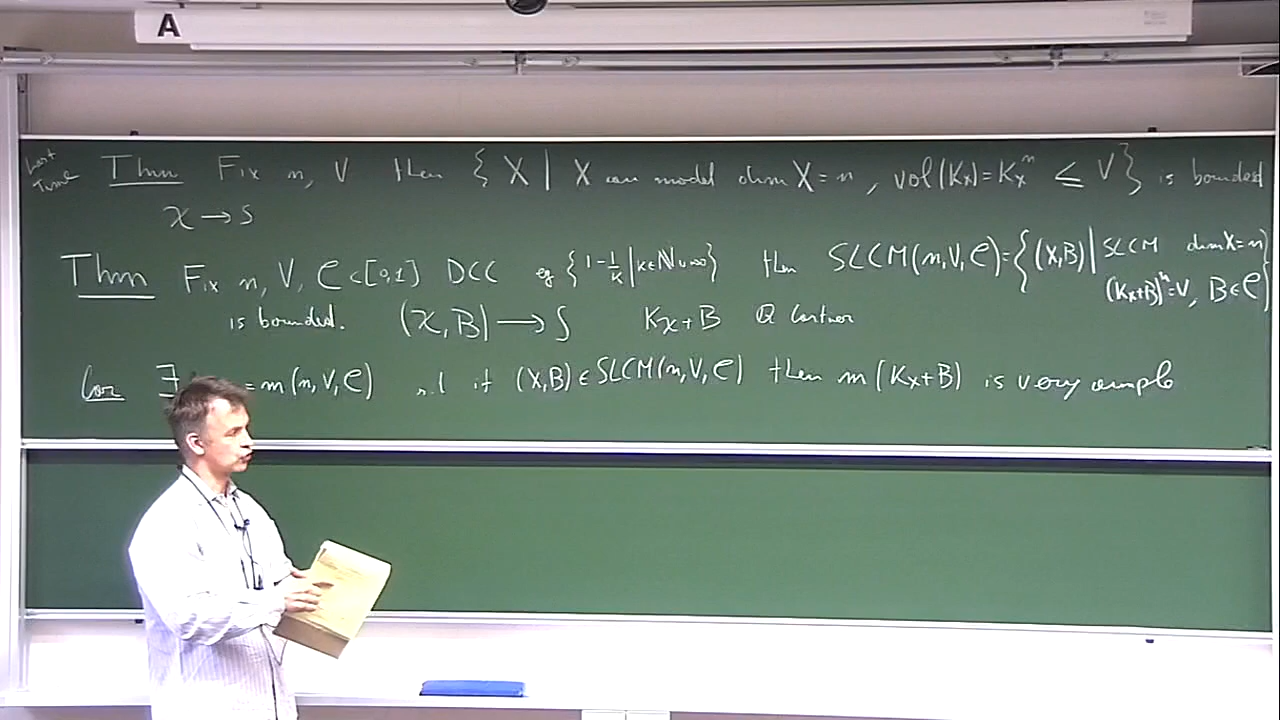 A
Last Time
Thm Fix n, V then { X | X can model dim X = n, vol(K_X) = K_X^n ≤ V } is bounded
𝒳 → S
Thm Fix n, V, 𝒞 ⊂ [0,1] DCC eg { 1 - 1/k | k ∈ ℕ ∪ ∞ } then SLCM(n, V, 𝒞) = { (X, B) | SLCM dim X = n
(K_X + B)^n = V, B ∈ 𝒞 }
is bounded. (𝒳, B) → S K_𝒳 + B ℚ Cartier
Cor ∃ = m(n, V, 𝒞) s.t. if (X, B) ∈ SLCM(n, V, 𝒞) then m(K_X + B) is very ample